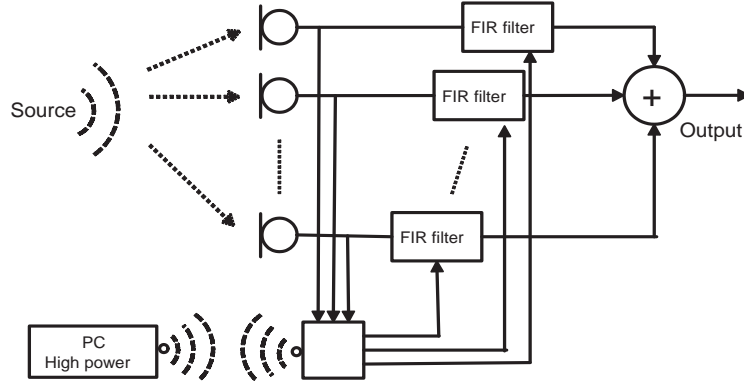 FIR filter
FIR filter
Source
+
Output
FIR filter
PC
High power